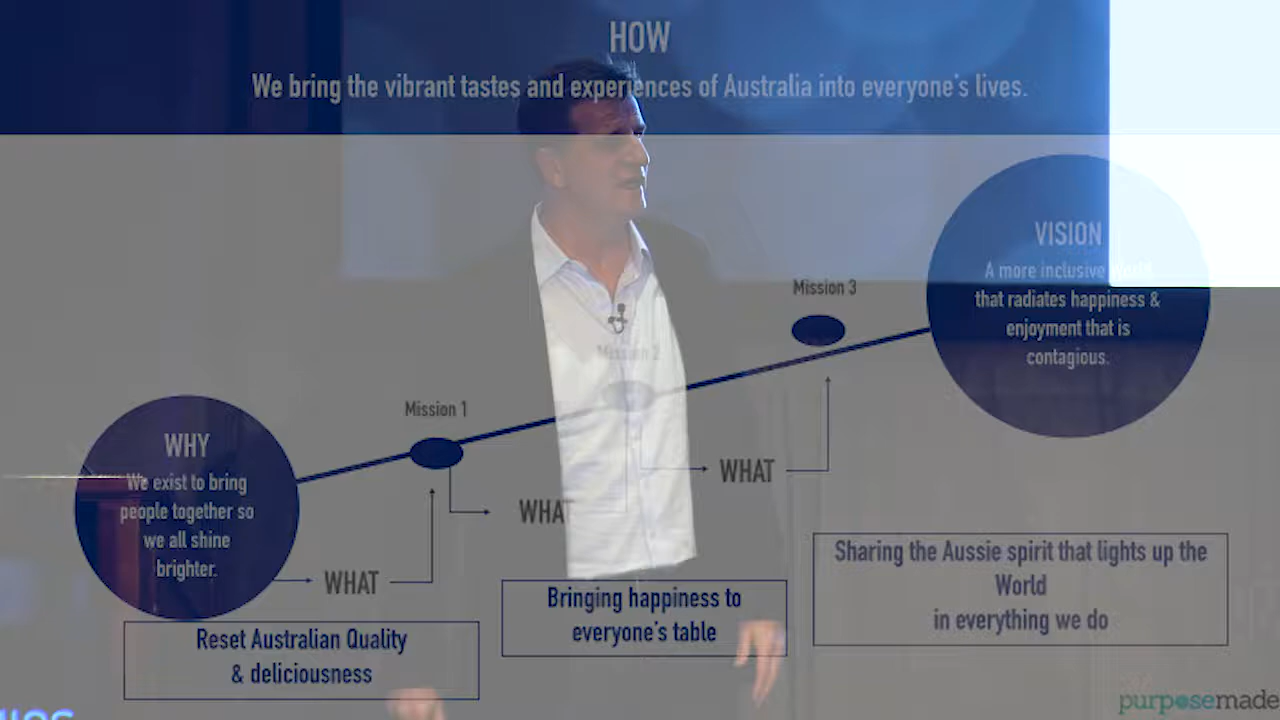 HOW
We bring the vibrant tastes and experiences of Australia into everyone's lives.
VISION
A more inclusive World
that radiates happiness &
enjoyment that is
contagious.
Mission 3
Mission 2
Mission 1
WHY
We exist to bring
people together so
we all shine
brighter.
WHAT
WHAT
WHAT
Sharing the Aussie spirit that lights up the
World
in everything we do
Bringing happiness to
everyone's table
Reset Australian Quality
& deliciousness
purposemade